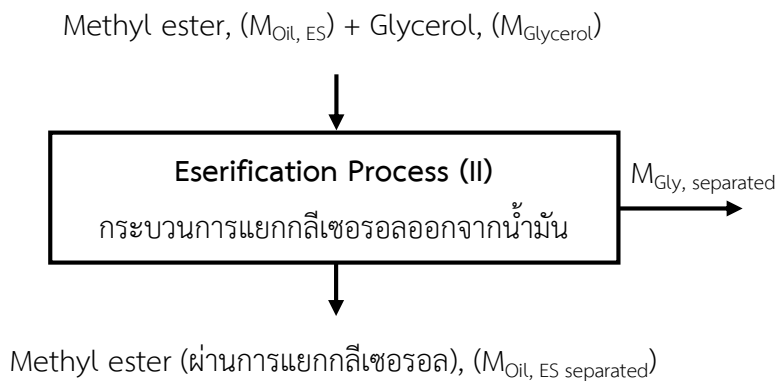 Methyl ester, (M_Oil, ES) + Glycerol, (M_Glycerol)
Eserification Process (II)
กระบวนการแยกกลีเซอรอลออกจากน้ำมัน
M_Gly, separated
Methyl ester (ผ่านการแยกกลีเซอรอล), (M_Oil, ES separated)